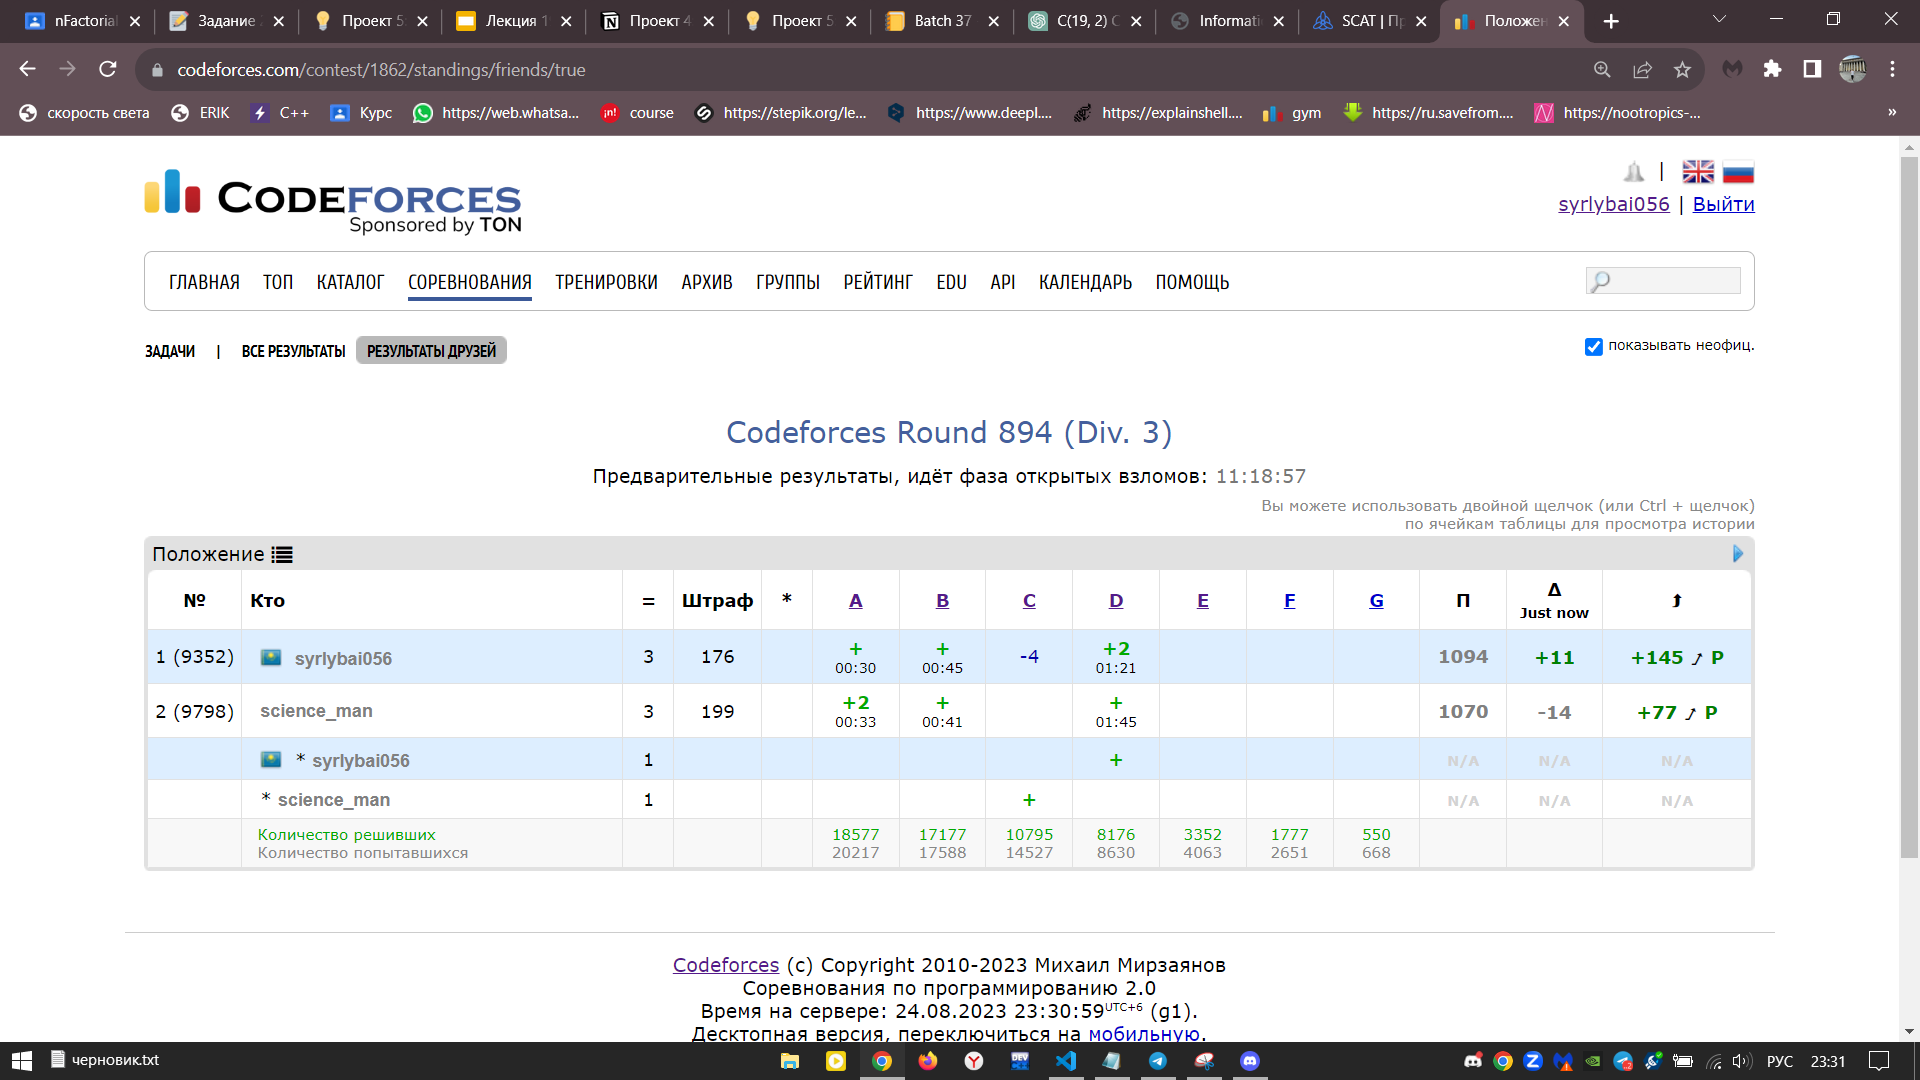 nFactorial
Задание
Проект 5
Лекция 1
Проект 4
Проект 5
Batch 37
C(19, 2) C
Informati
SCAT | Пр
Положен
codeforces.com/contest/1862/standings/friends/true
скорость света
ERIK
C++
Курс
https://web.whatsa...
course
https://stepik.org/le...
https://www.deepl....
https://explainshell....
gym
https://ru.savefrom....
https://nootropics-...
»
CODEFORCES
Sponsored by TON
|
syrlybai056 | Выйти
ГЛАВНАЯ ТОП КАТАЛОГ СОРЕВНОВАНИЯ ТРЕНИРОВКИ АРХИВ ГРУППЫ РЕЙТИНГ EDU API КАЛЕНДАРЬ ПОМОЩЬ
ЗАДАЧИ | ВСЕ РЕЗУЛЬТАТЫ РЕЗУЛЬТАТЫ ДРУЗЕЙ
показывать неофиц.
Codeforces Round 894 (Div. 3)
Предварительные результаты, идёт фаза открытых взломов: 11:18:57
Вы можете использовать двойной щелчок (или Ctrl + щелчок)
по ячейкам таблицы для просмотра истории
Положение
№ Кто = Штраф * A B C D E F G П Δ
Just now
1 (9352) syrlybai056 3 176 + + -4 +2 1094 +11 +145 P
00:30 00:45 01:21
2 (9798) science_man 3 199 +2 + + 1070 -14 +77 P
00:33 00:41 01:45
* syrlybai056 1 + N/A N/A N/A
* science_man 1 + N/A N/A N/A
Количество решивших 18577 17177 10795 8176 3352 1777 550
Количество попытавшихся 20217 17588 14527 8630 4063 2651 668
Codeforces (c) Copyright 2010-2023 Михаил Мирзаянов
Соревнования по программированию 2.0
Время на сервере: 24.08.2023 23:30:59UTC+6 (g1).
Десктопная версия, переключиться на мобильную.
черновик.txt
DEV
РУС
23:31